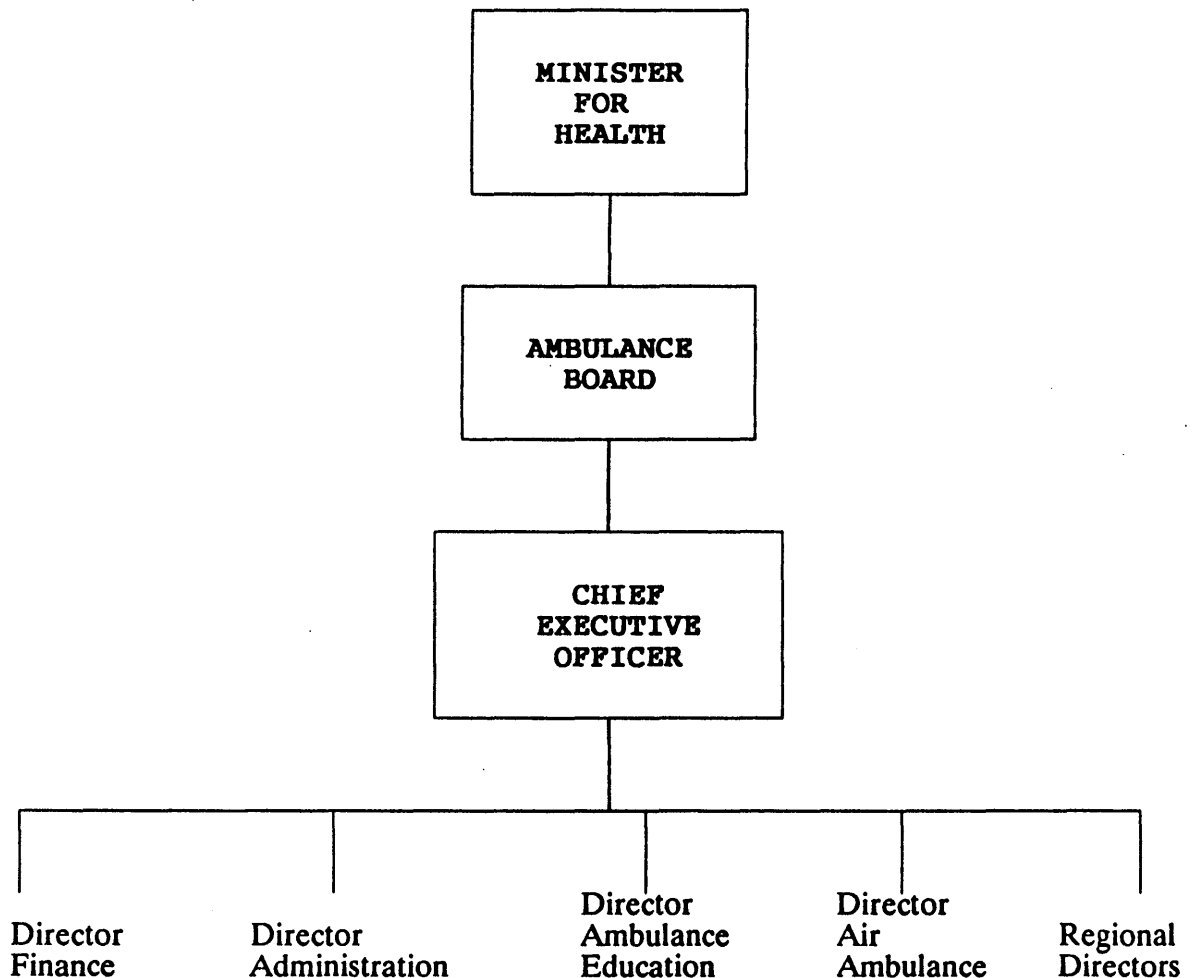 MINISTER
FOR
HEALTH
AMBULANCE
BOARD
CHIEF
EXECUTIVE
OFFICER
Director
Finance
Director
Administration
Director
Ambulance
Education
Director
Air
Ambulance
Regional
Directors